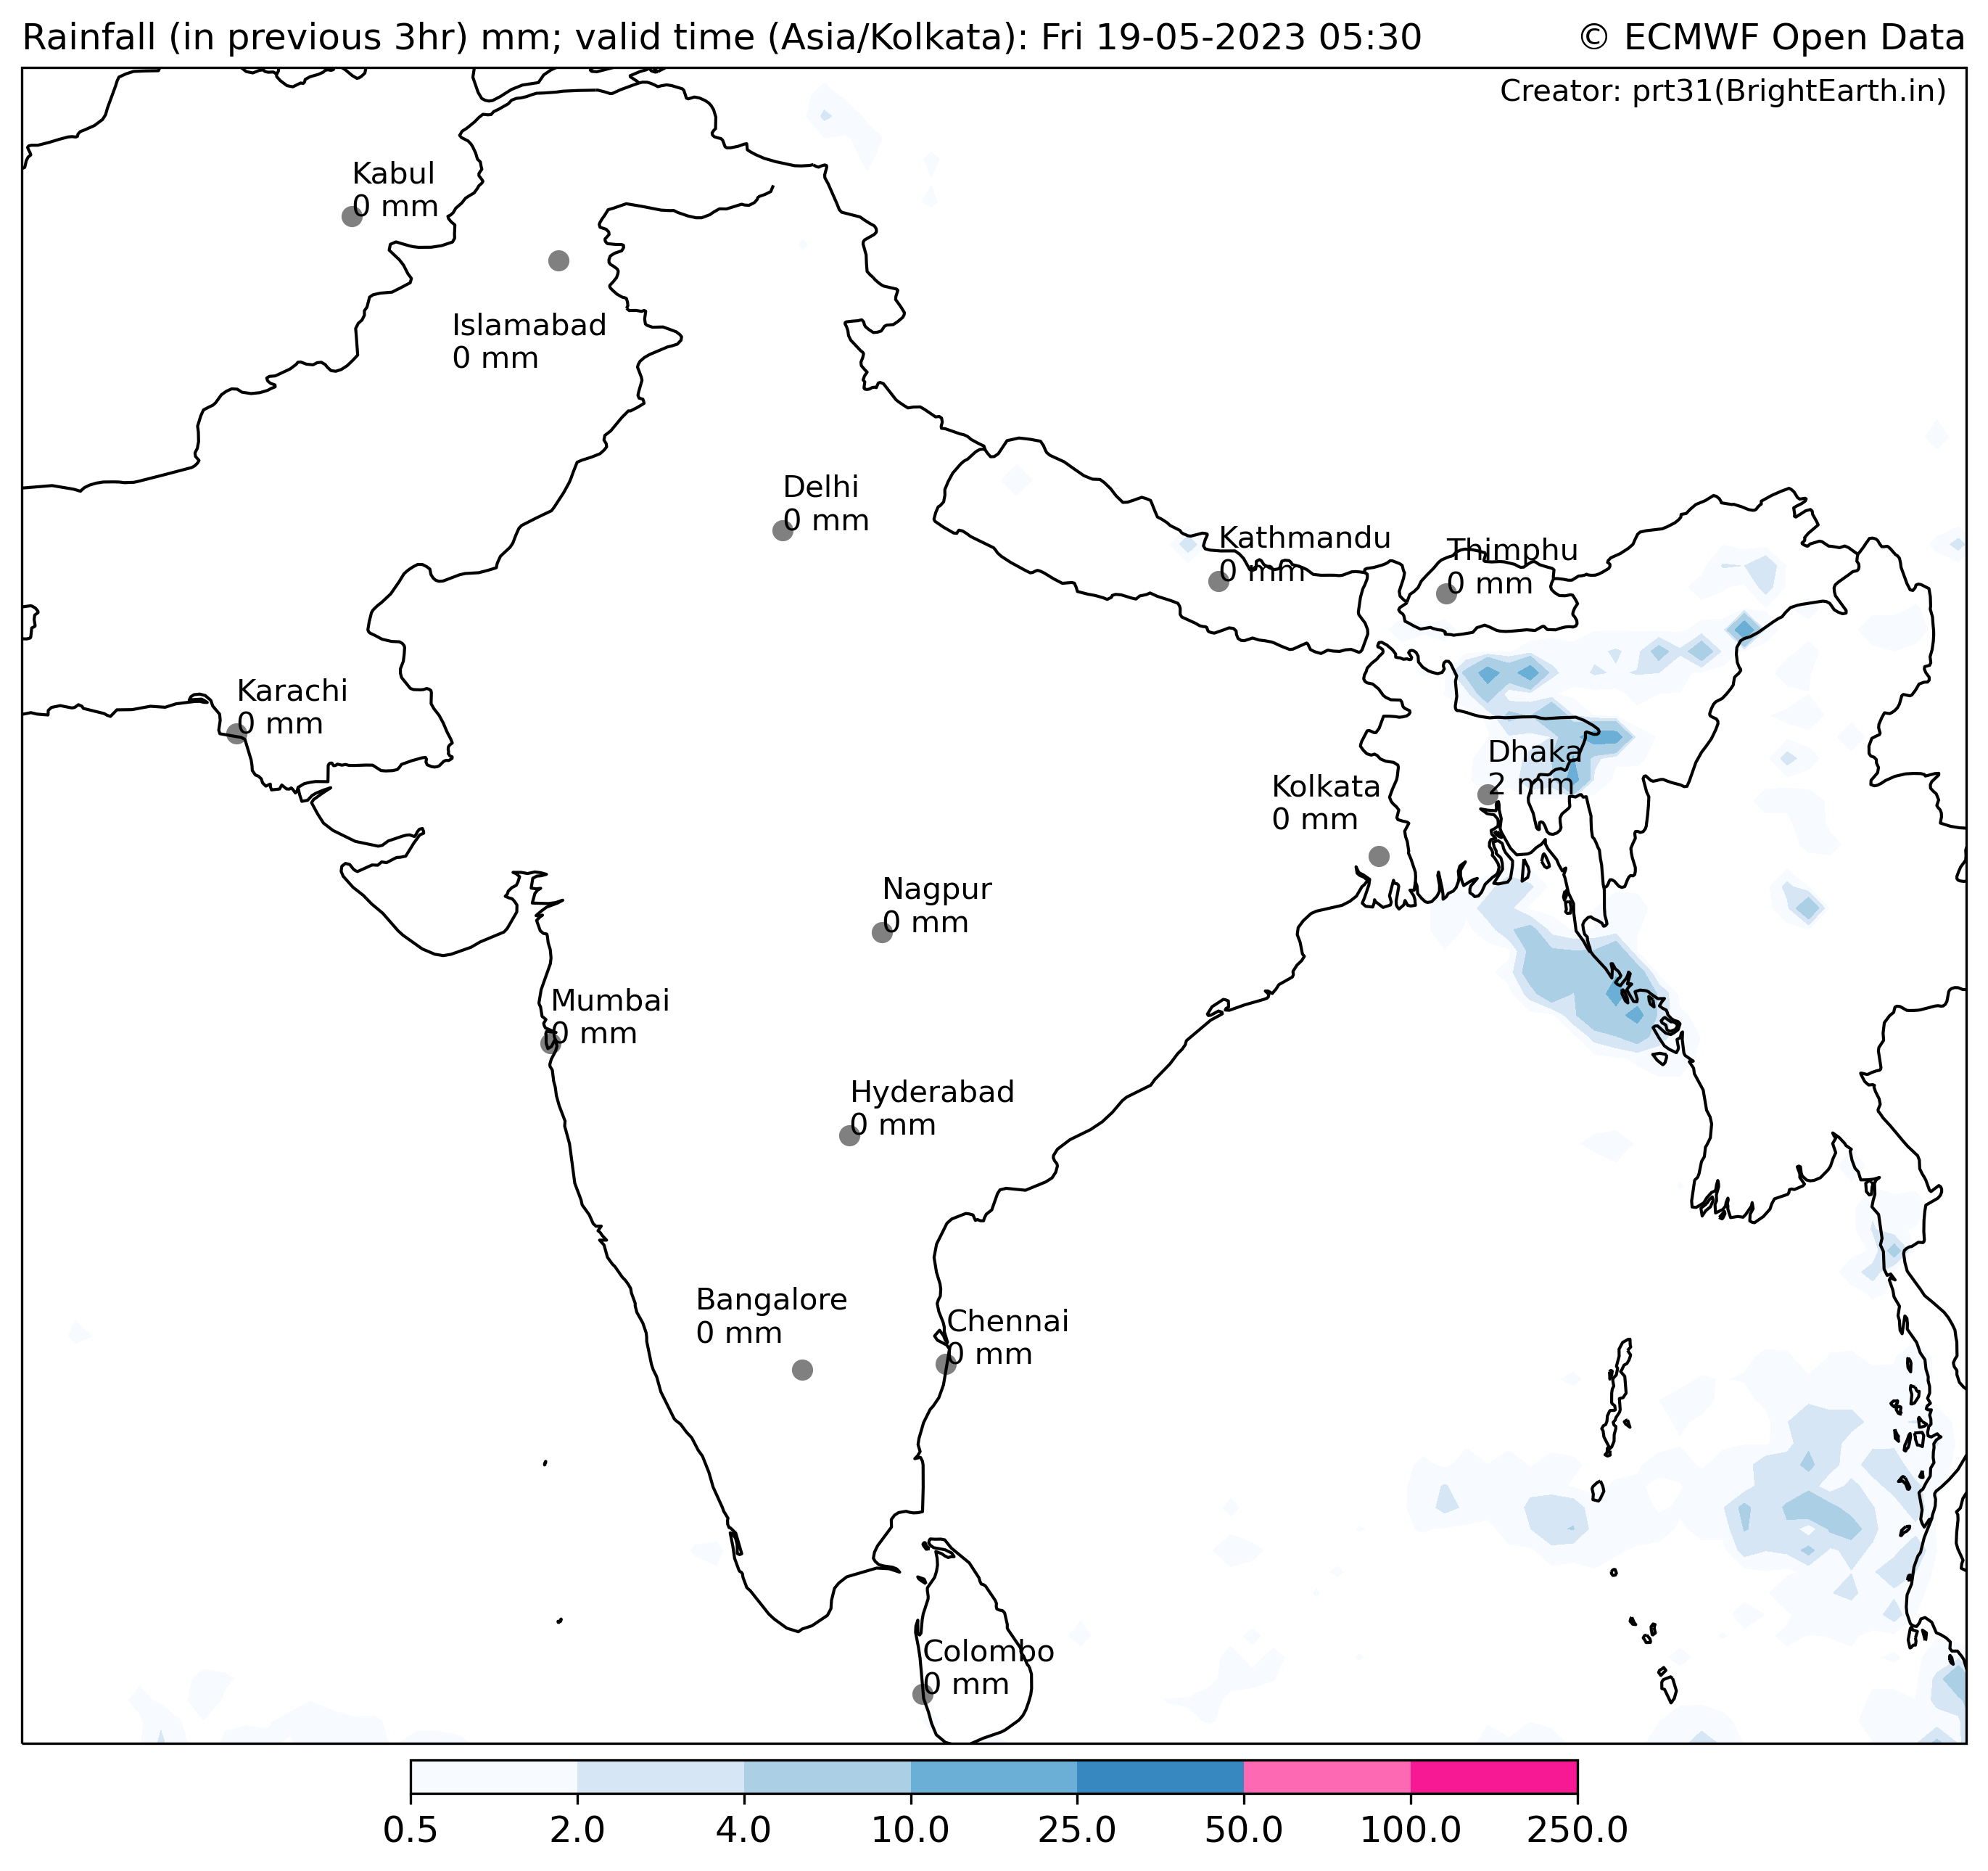 Rainfall (in previous 3hr) mm; valid time (Asia/Kolkata): Fri 19-05-2023 05:30
© ECMWF Open Data
Creator: prt31(BrightEarth.in)
Kabul
0 mm
Islamabad
0 mm
Delhi
0 mm
Kathmandu
0 mm
Thimphu
0 mm
Karachi
0 mm
Dhaka
2 mm
Kolkata
0 mm
Nagpur
0 mm
Mumbai
0 mm
Hyderabad
0 mm
Bangalore
0 mm
Chennai
0 mm
Colombo
0 mm
0.5 2.0 4.0 10.0 25.0 50.0 100.0 250.0